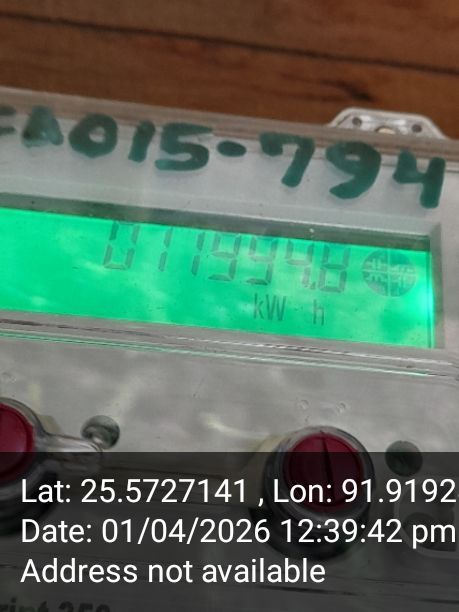 A015-794
011994.8
kW h
Lat: 25.5727141 , Lon: 91.9192
Date: 01/04/2026 12:39:42 pm
Address not available